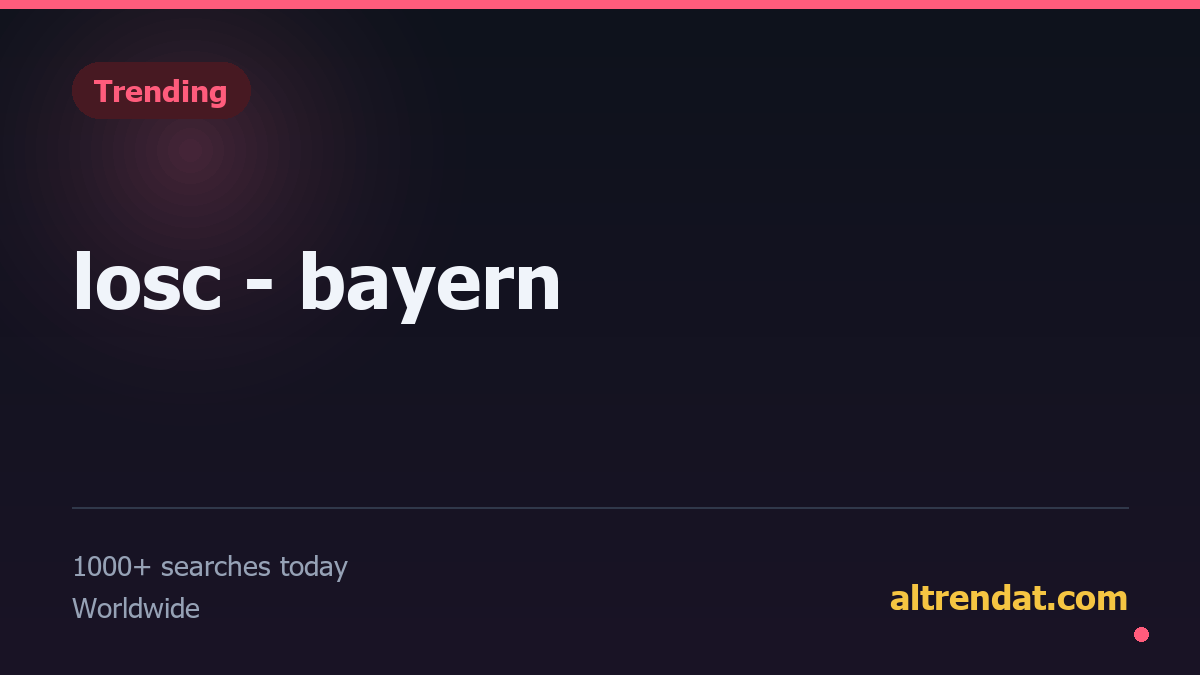 Trending
losc - bayern
1000+ searches today
Worldwide
altrendat.com